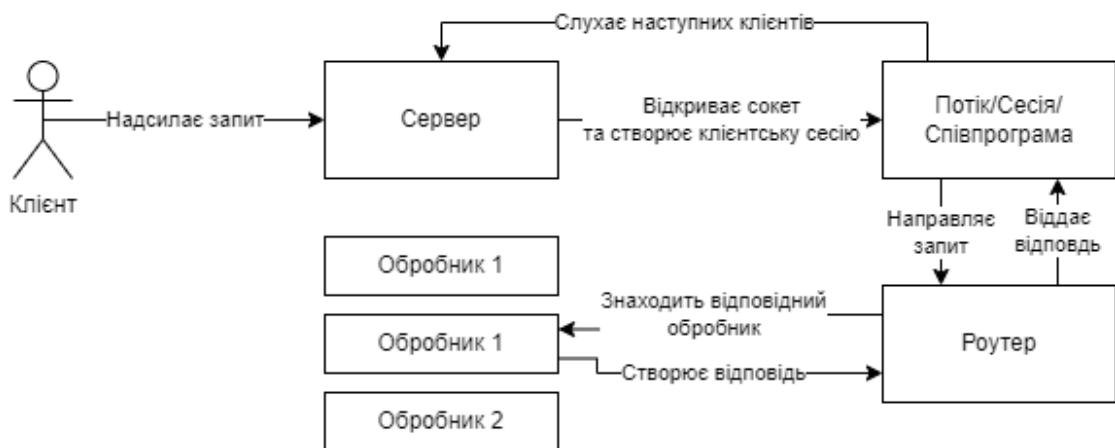 Слухає наступних клієнтів
Надсилає запит
Сервер
Відкриває сокет
та створює клієнтську сесію
Потік/Сесія/
Співпрограма
Клієнт
Направляє
запит
Віддає
відповдь
Обробник 1
Знаходить відповідний
обробник
Обробник 1
Роутер
Створює відповідь
Обробник 2